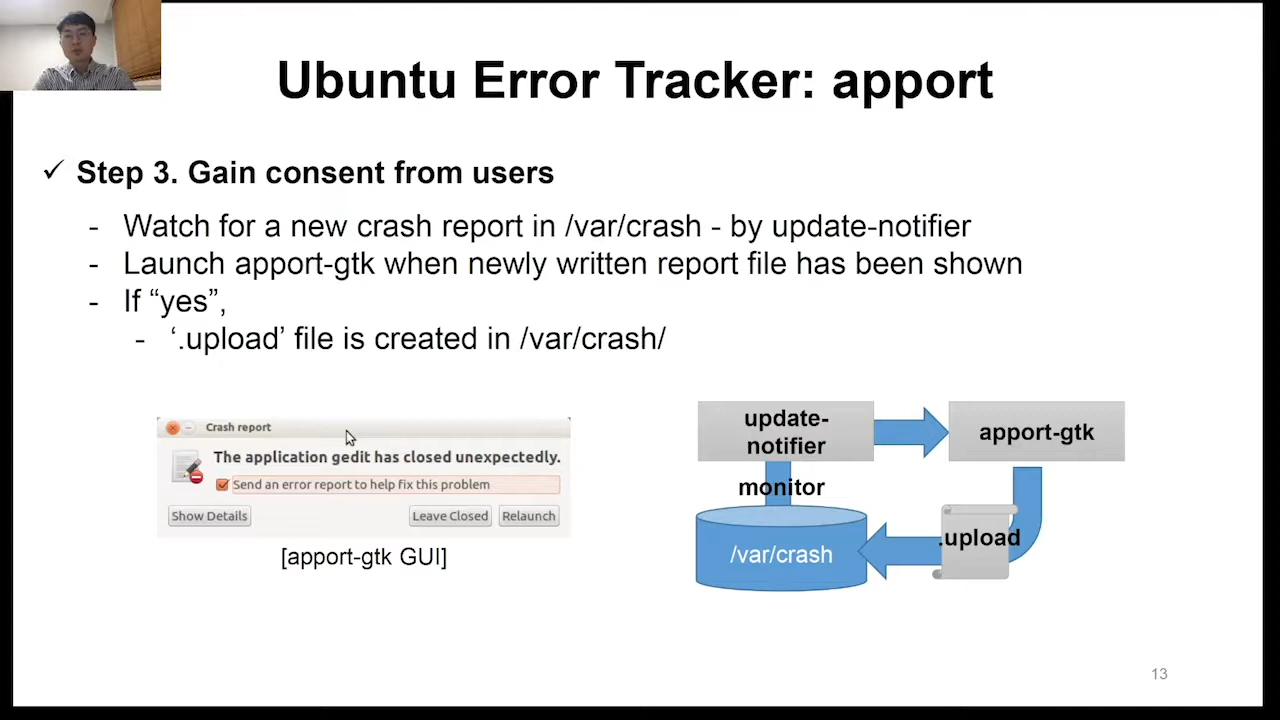 Ubuntu Error Tracker: apport
✓ Step 3. Gain consent from users
- Watch for a new crash report in /var/crash - by update-notifier
- Launch apport-gtk when newly written report file has been shown
- If “yes”,
- ‘.upload’ file is created in /var/crash/
Crash report
The application gedit has closed unexpectedly.
Send an error report to help fix this problem
Show Details
Leave Closed
Relaunch
[apport-gtk GUI]
update-
notifier
apport-gtk
monitor
.upload
/var/crash
13